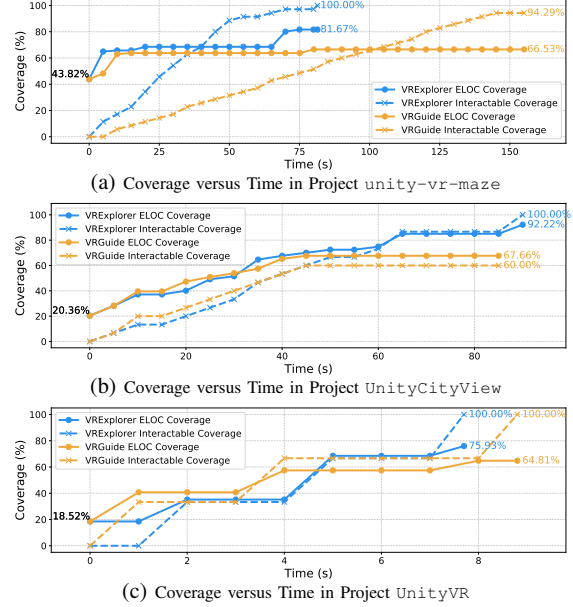 100.00%
94.29%
81.67%
66.53%
43.82%
Coverage (%)
100
80
60
40
20
0
VRExplorer ELOC Coverage
VRExplorer Interactable Coverage
VRGuide ELOC Coverage
VRGuide Interactable Coverage
0 25 50 75 100 125 150
Time (s)
(a) Coverage versus Time in Project unity-vr-maze
Coverage (%)
100
80
60
40
20
0
VRExplorer ELOC Coverage
VRExplorer Interactable Coverage
VRGuide ELOC Coverage
VRGuide Interactable Coverage
100.00%
92.22%
67.66%
60.00%
20.36%
0 20 40 60 80
Time (s)
(b) Coverage versus Time in Project UnityCityView
Coverage (%)
100
80
60
40
20
0
VRExplorer ELOC Coverage
VRExplorer Interactable Coverage
VRGuide ELOC Coverage
VRGuide Interactable Coverage
100.00% 100.00%
75.93%
64.81%
18.52%
0 2 4 6 8
Time (s)
(c) Coverage versus Time in Project UnityVR